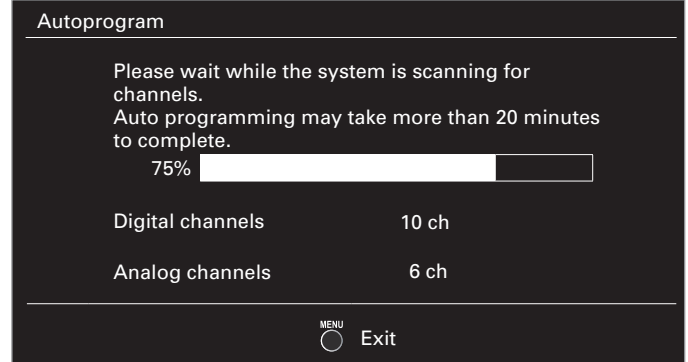 Autoprogram
Please wait while the system is scanning for
channels.
Auto programming may take more than 20 minutes
to complete.
75%
Digital channels 10 ch
Analog channels 6 ch
MENU Exit